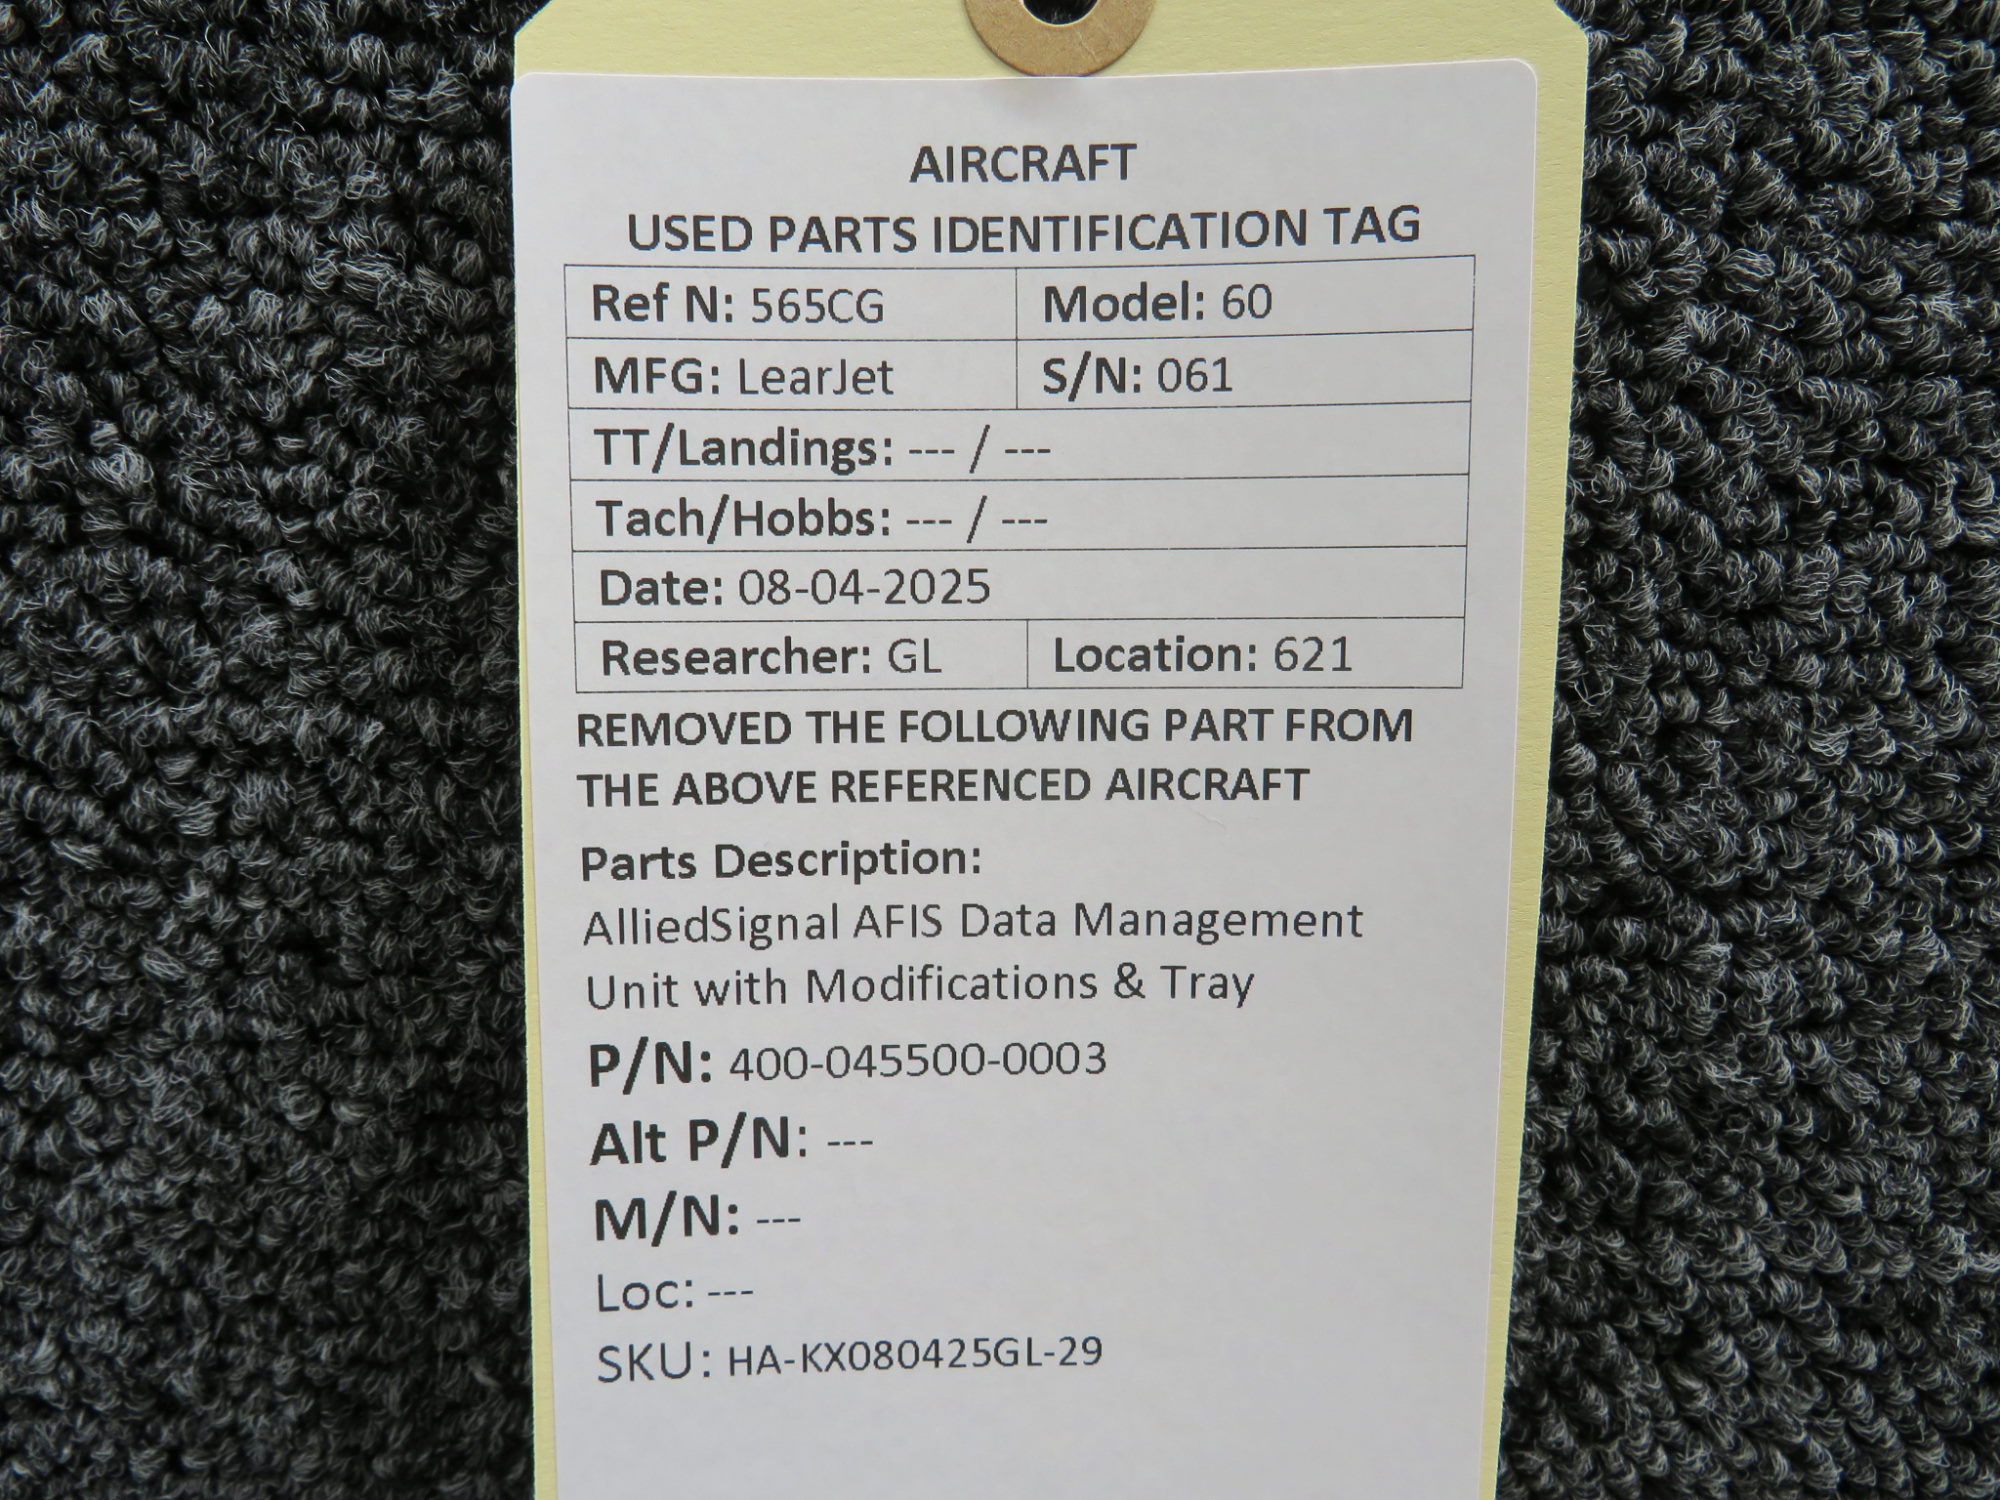 AIRCRAFT
USED PARTS IDENTIFICATION TAG
Ref N: 565CG Model: 60
MFG: LearJet S/N: 061
TT/Landings: --- / ---
Tach/Hobbs: --- / ---
Date: 08-04-2025
Researcher: GL Location: 621
REMOVED THE FOLLOWING PART FROM
THE ABOVE REFERENCED AIRCRAFT
Parts Description:
AlliedSignal AFIS Data Management
Unit with Modifications & Tray
P/N: 400-045500-0003
Alt P/N: ---
M/N: ---
Loc: ---
SKU: HA-KX080425GL-29